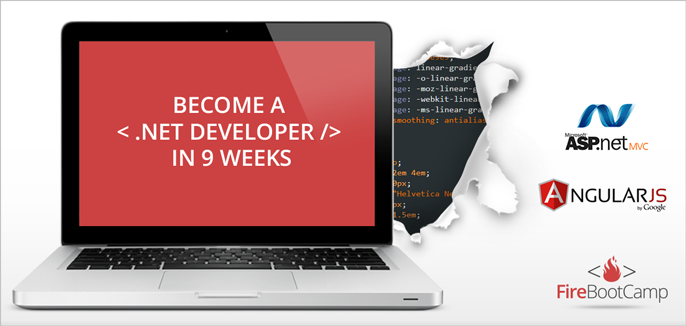 BECOME A
< .NET DEVELOPER />
IN 9 WEEKS
linear-gradie
age: -o-linear-gr
age: -moz-linear-
age: -webkit-linea
age: -ms-linear-gra
smoothing: antialia
2em 4em;
0px;
"Helvetica Ne
px;
1.5em;
Microsoft
ASP.net MVC
ANGULARJS
by Google
< >
FireBootCamp